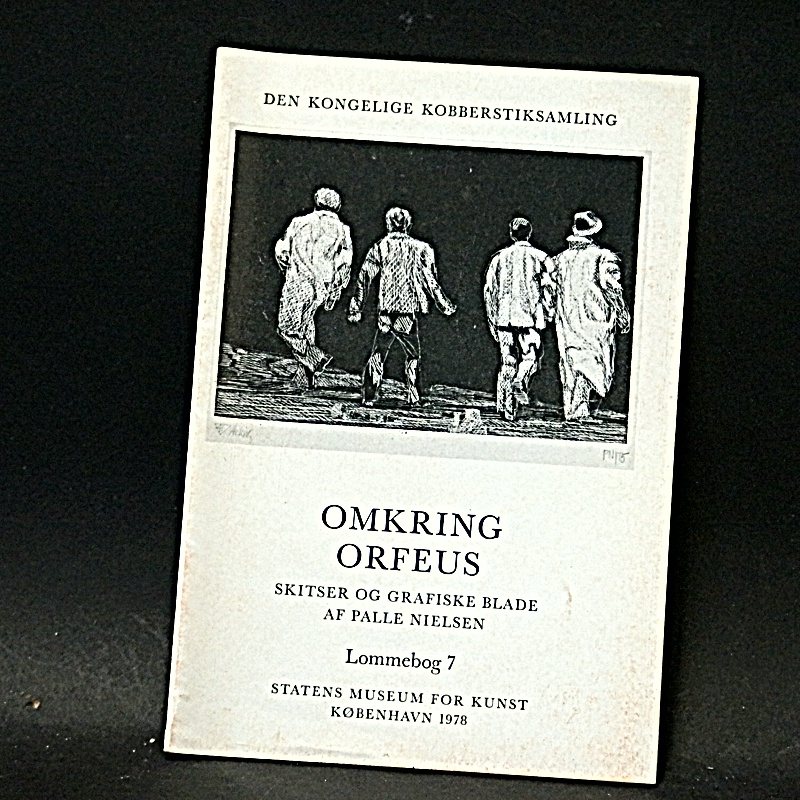 DEN KONGELIGE KOBBERSTIKSAMLING
OMKRING
ORFEUS
SKITSER OG GRAFISKE BLADE
AF PALLE NIELSEN
Lommebog 7
STATENS MUSEUM FOR KUNST
KØBENHAVN 1978